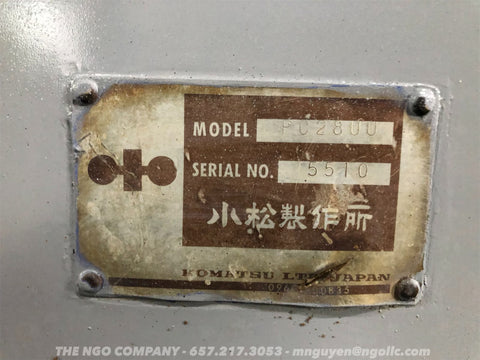 MODEL PC280U
SERIAL NO. 5510
小松製作所
KOMATSU LTD JAPAN
THE NGO COMPANY - 657.217.3053 - mnguyen@ngollc.com